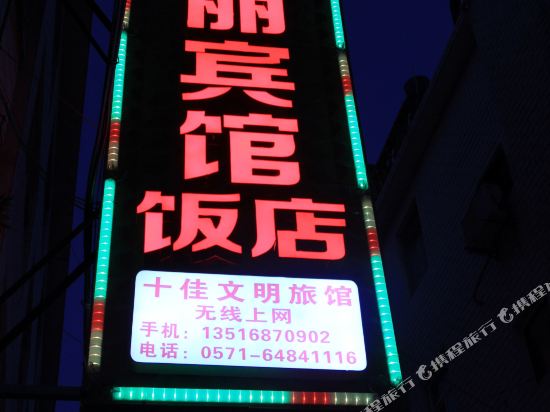 丽
宾
馆
饭店
十佳文明旅馆
无线上网
手机：13516870902
电话：0571-64841116
携程旅行
携程旅行